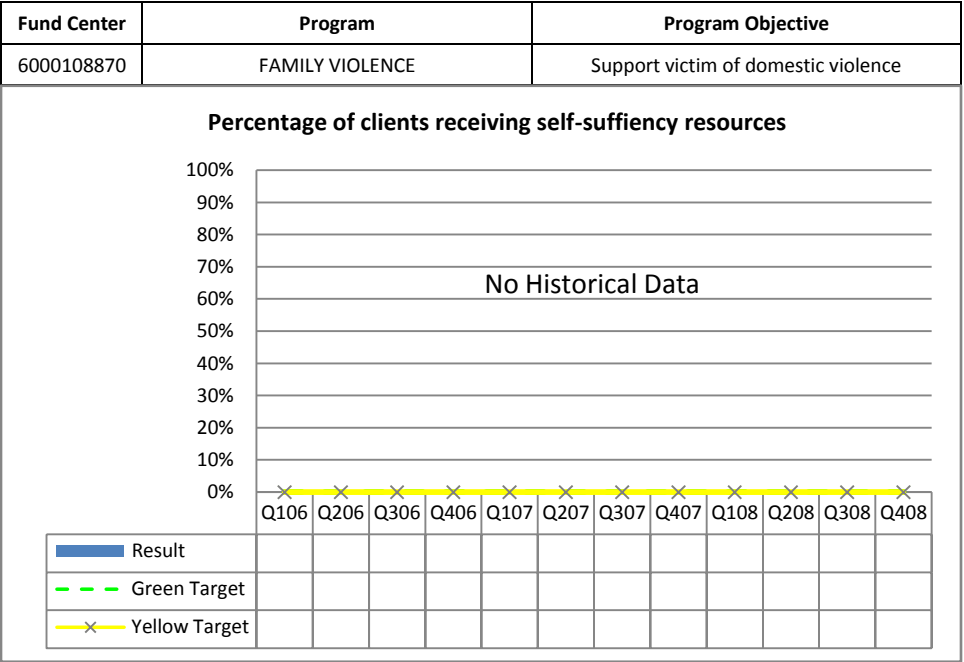 Fund Center Program Program Objective
6000108870 FAMILY VIOLENCE Support victim of domestic violence
Percentage of clients receiving self-suffiency resources
100%
90%
80%
70%
No Historical Data
60%
50%
40%
30%
20%
10%
0%
Q106 Q206 Q306 Q406 Q107 Q207 Q307 Q407 Q108 Q208 Q308 Q408
Result
Green Target
Yellow Target